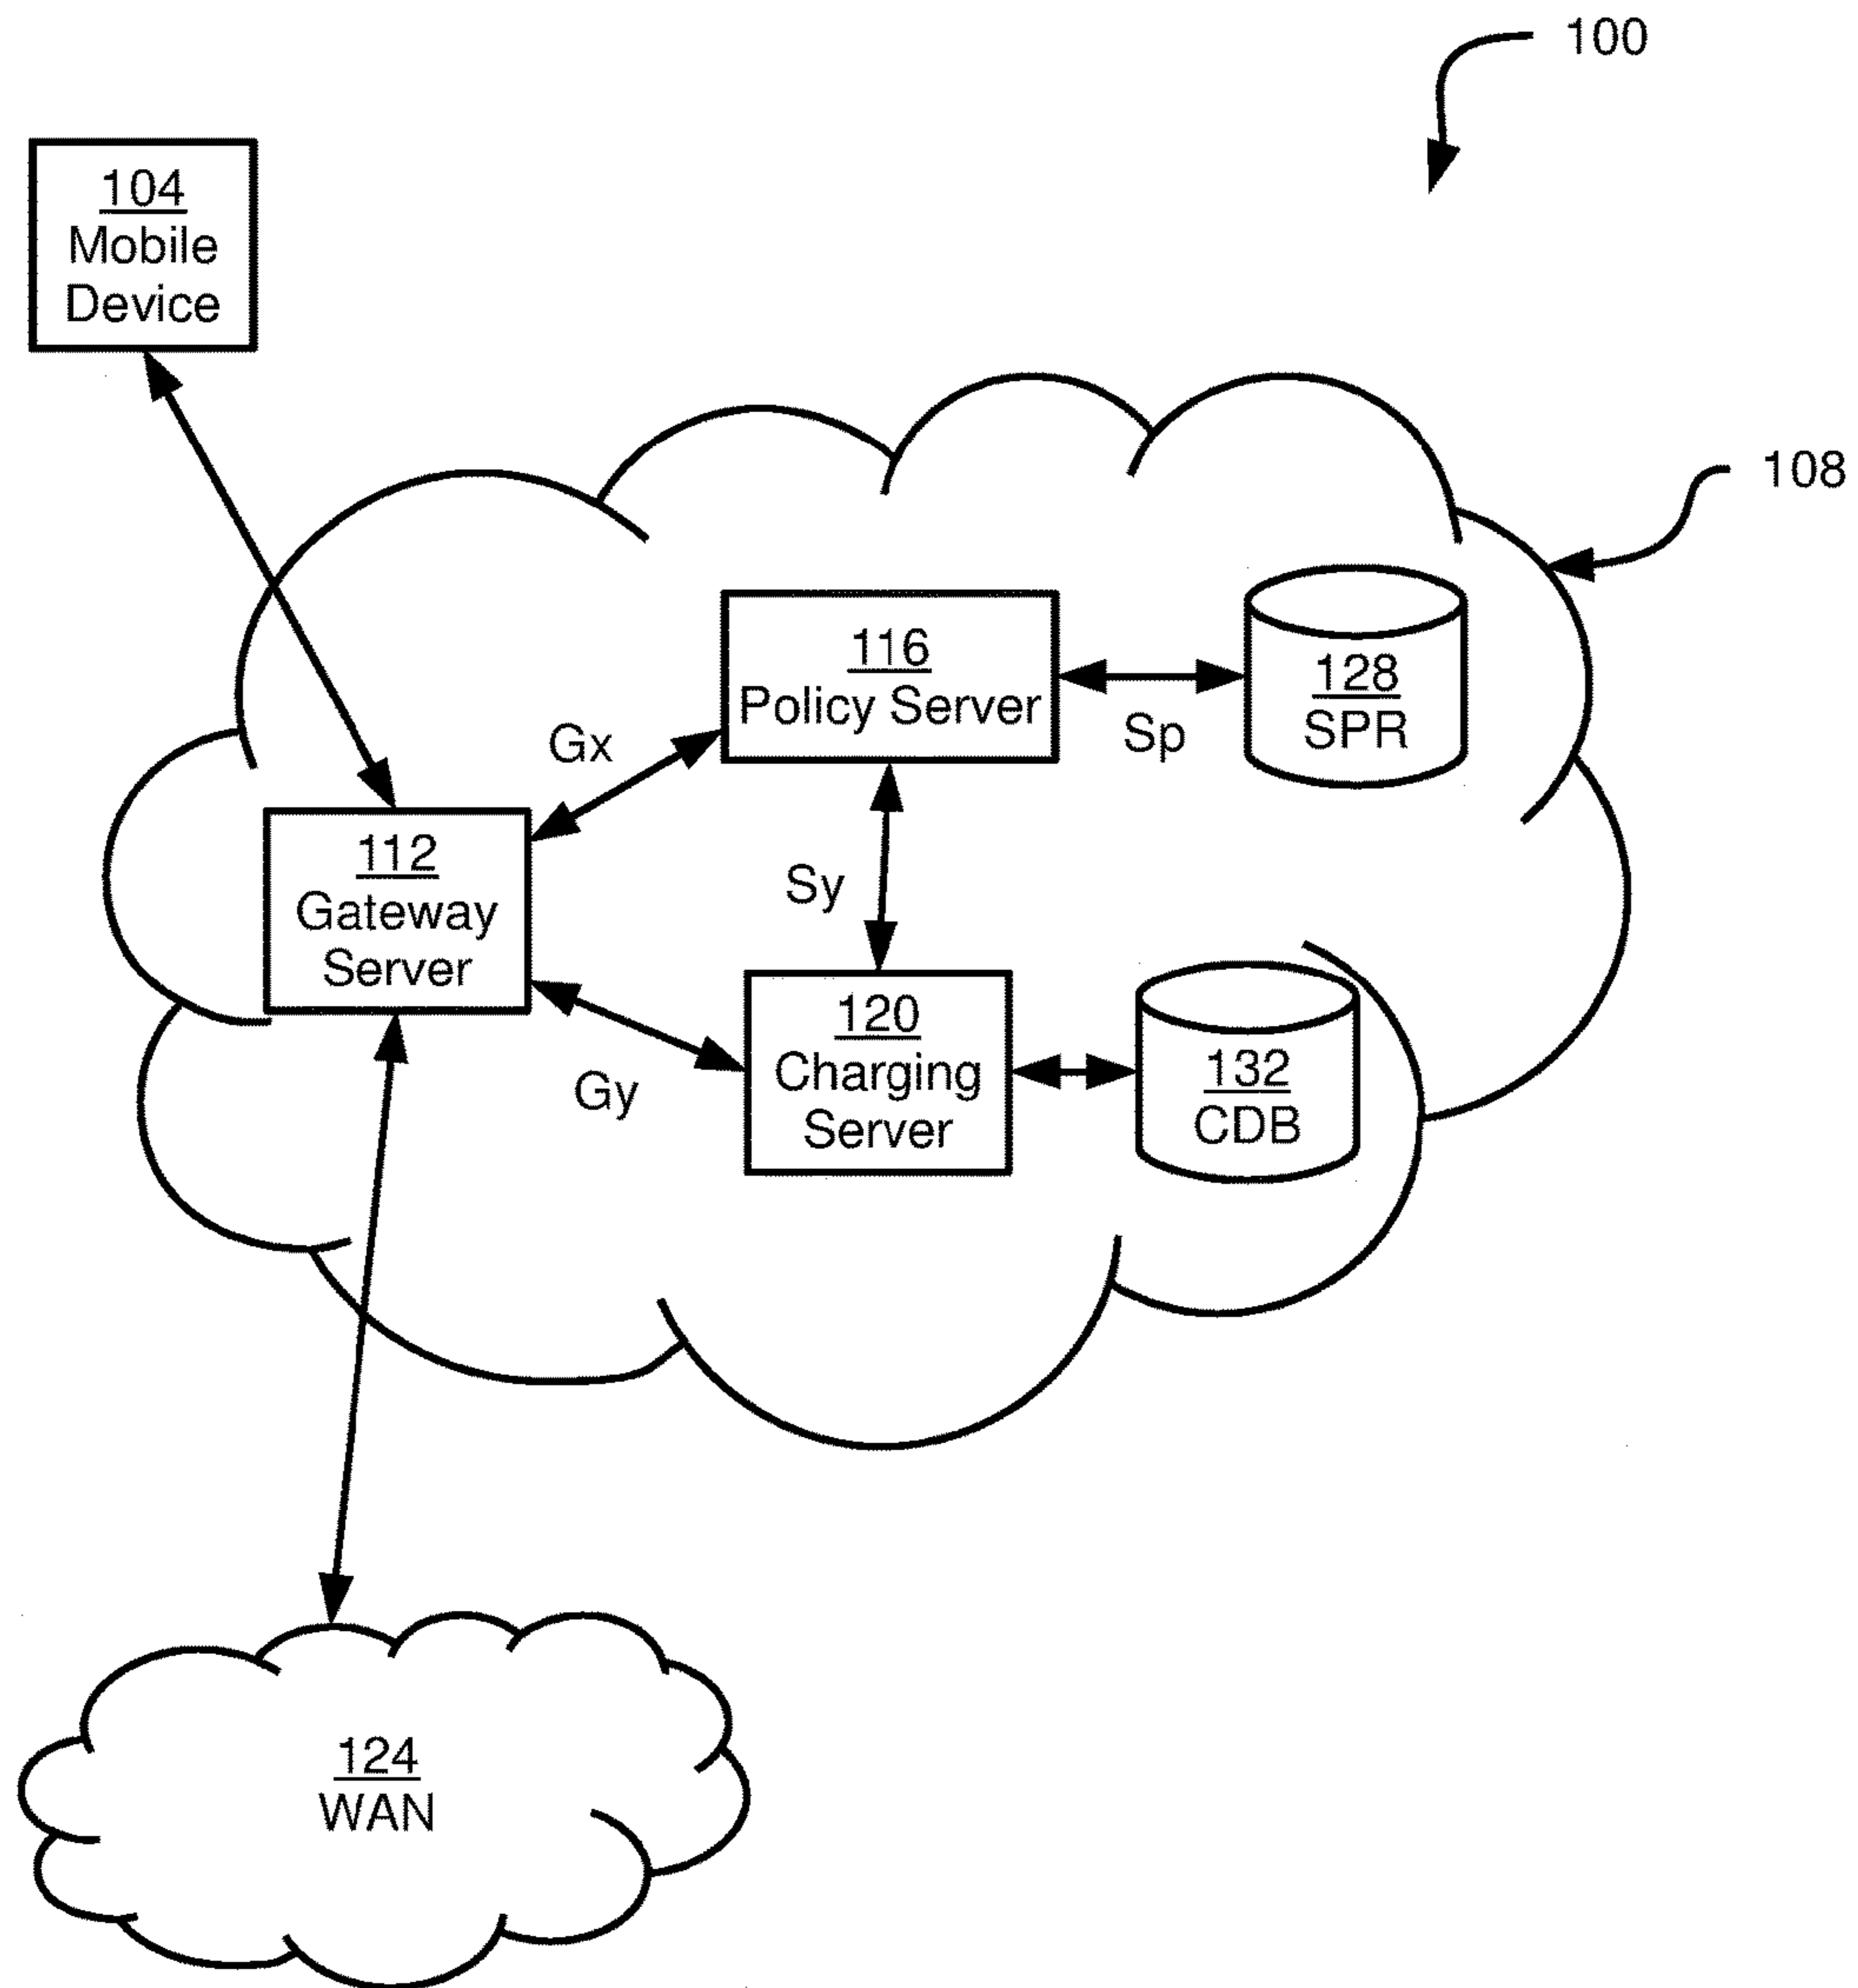 100
104
Mobile
Device
108
116
Policy Server
128
SPR
Gx
Sp
112
Gateway
Server
Sy
120
Charging
Server
132
CDB
Gy
124
WAN